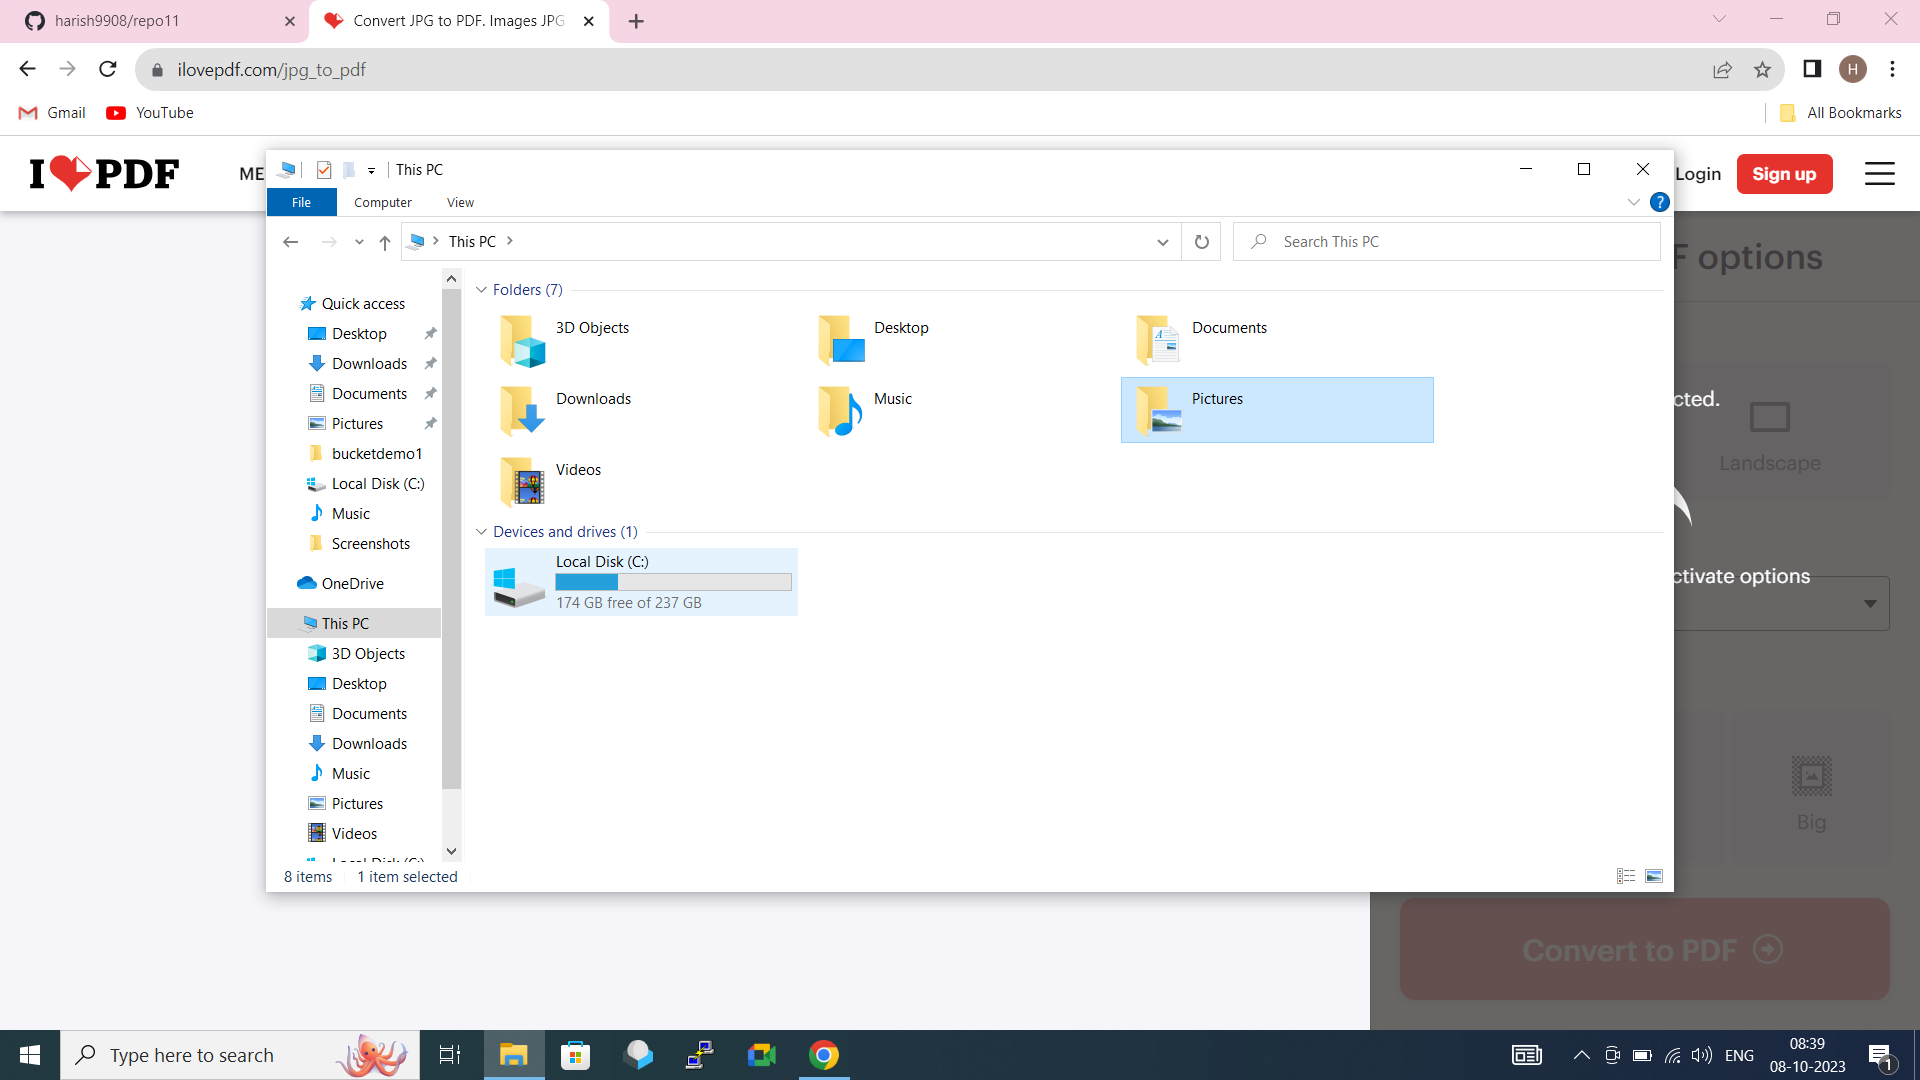 harish9908/repo11
Convert JPG to PDF. Images JPG
ilovepdf.com/jpg_to_pdf
H
Gmail
YouTube
All Bookmarks
I PDF
ME
Login
Sign up
This PC
File
Computer
View
?
This PC
Search This PC
F options
Quick access
Desktop
Downloads
Documents
Pictures
bucketdemo1
Local Disk (C:)
Music
Screenshots
OneDrive
This PC
3D Objects
Desktop
Documents
Downloads
Music
Pictures
Videos
Local Disk (C:)
Folders (7)
3D Objects
Desktop
Documents
Downloads
Music
Pictures
Videos
Devices and drives (1)
Local Disk (C:)
174 GB free of 237 GB
8 items
1 item selected
cted.
Landscape
ctivate options
Big
Convert to PDF
Type here to search
ENG
08:39
08-10-2023
1